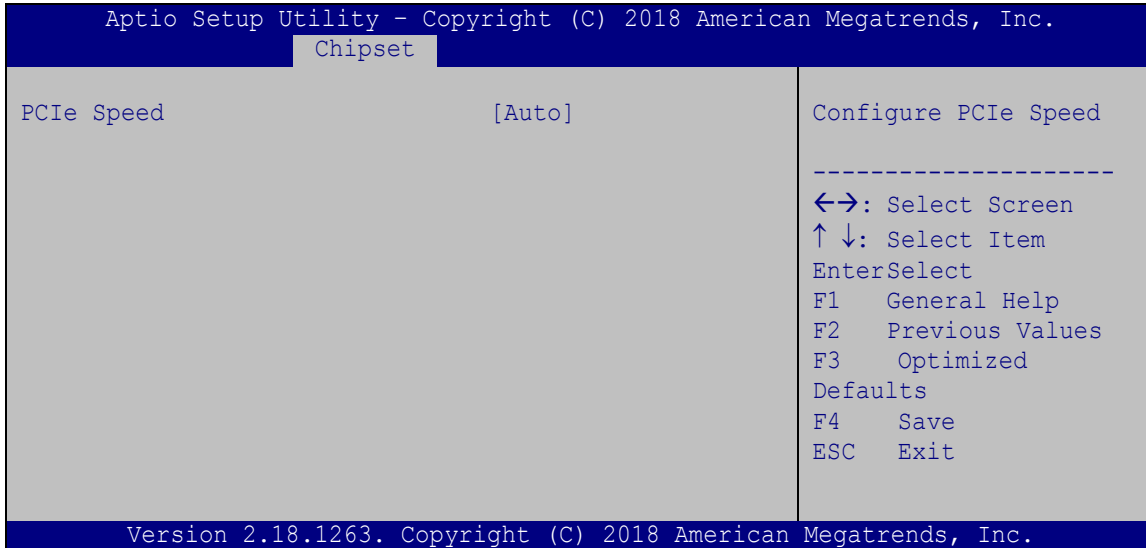 Aptio Setup Utility – Copyright (C) 2018 American Megatrends, Inc.
Chipset
PCIe Speed [Auto]
Configure PCIe Speed
----------------------
←→: Select Screen
↑ ↓: Select Item
EnterSelect
F1 General Help
F2 Previous Values
F3 Optimized
Defaults
F4 Save
ESC Exit
Version 2.18.1263. Copyright (C) 2018 American Megatrends, Inc.